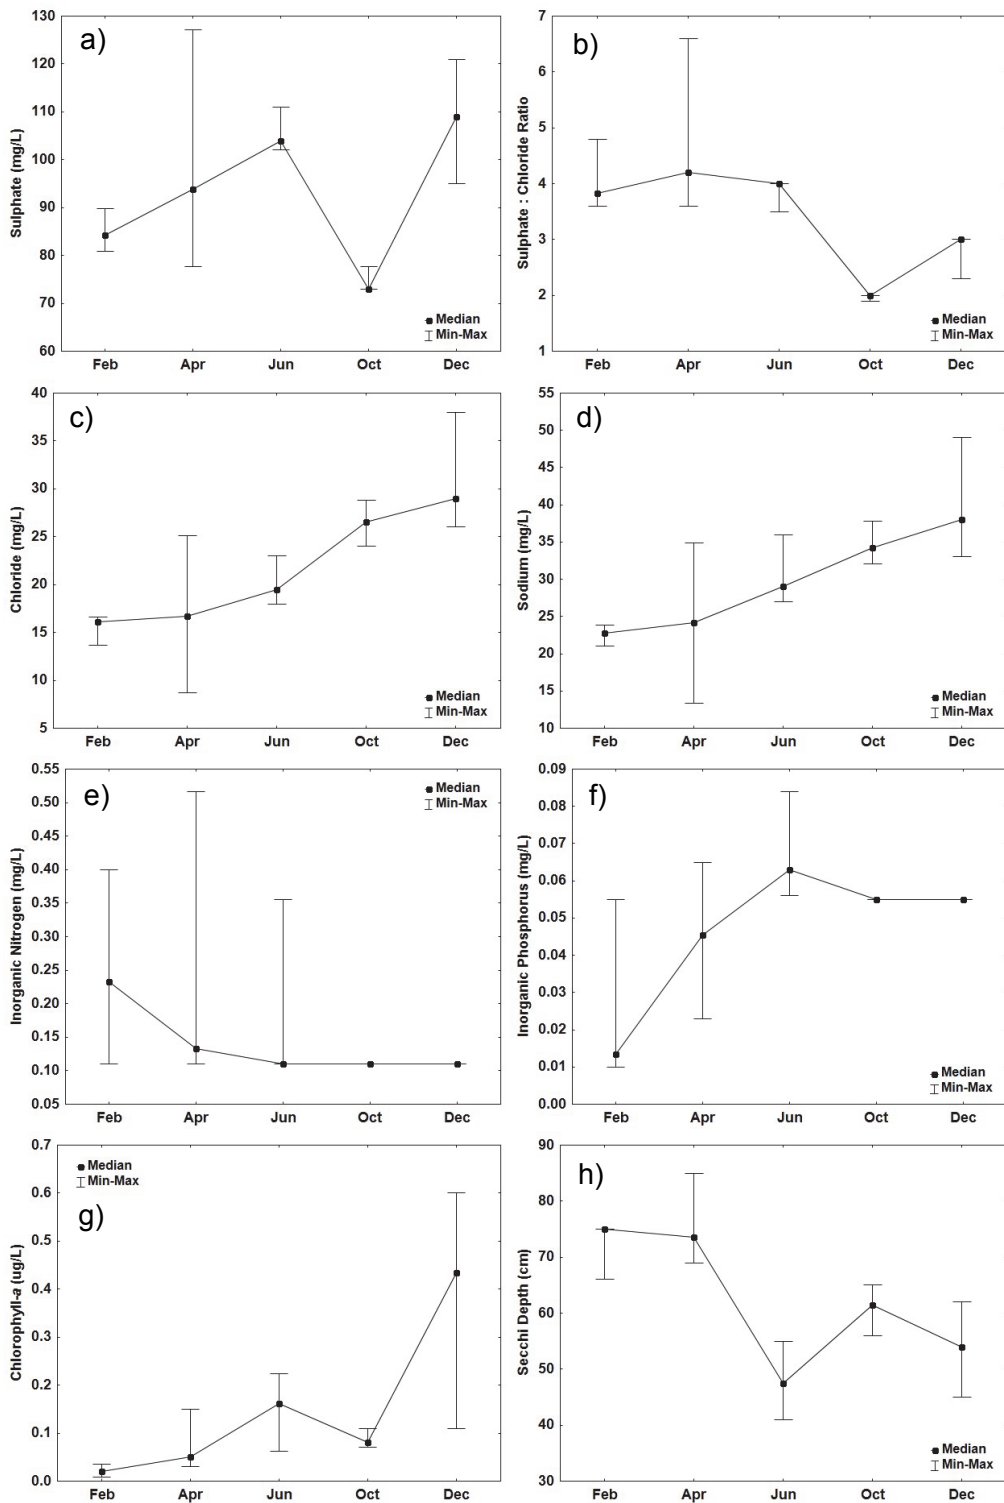 a)
Sulphate (mg/L)
130
120
110
100
90
80
70
60
Feb Apr Jun Oct Dec
Median
Min-Max
b)
Sulphate : Chloride Ratio
7
6
5
4
3
2
1
Feb Apr Jun Oct Dec
Median
Min-Max
c)
Chloride (mg/L)
40
35
30
25
20
15
10
5
Feb Apr Jun Oct Dec
Median
Min-Max
d)
Sodium (mg/L)
55
50
45
40
35
30
25
20
15
10
Feb Apr Jun Oct Dec
Median
Min-Max
e)
Inorganic Nitrogen (mg/L)
0.55
0.50
0.45
0.40
0.35
0.30
0.25
0.20
0.15
0.10
0.05
Feb Apr Jun Oct Dec
Median
Min-Max
f)
Inorganic Phosphorus (mg/L)
0.09
0.08
0.07
0.06
0.05
0.04
0.03
0.02
0.01
0.00
Feb Apr Jun Oct Dec
Median
Min-Max
g)
Chlorophyll-a (ug/L)
0.7
0.6
0.5
0.4
0.3
0.2
0.1
0.0
Feb Apr Jun Oct Dec
Median
Min-Max
h)
Secchi Depth (cm)
90
80
70
60
50
40
30
Feb Apr Jun Oct Dec
Median
Min-Max